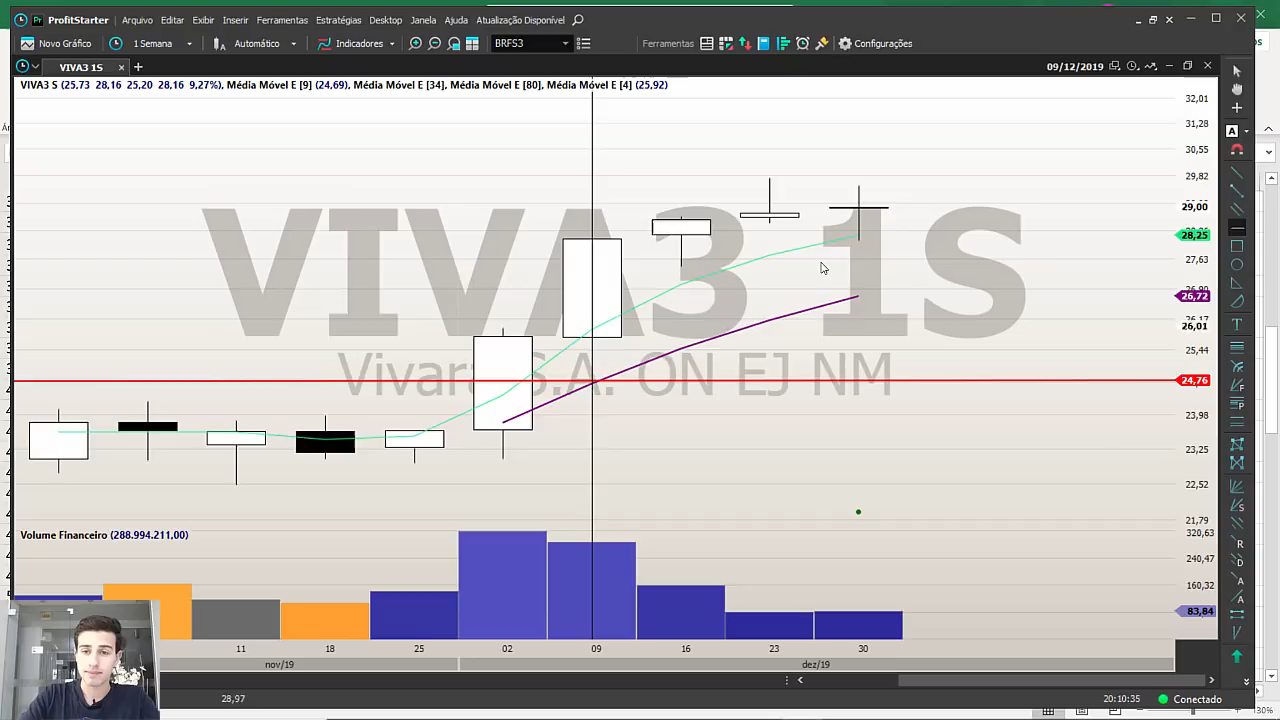 ProfitStarter Arquivo Editar Exibir Inserir Ferramentas Estratégias Desktop Janela Ajuda Atualização Disponível
Novo Gráfico 1 Semana Automático Indicadores BRFS3 Ferramentas Configurações
VIVA3 1S 09/12/2019
VIVA3 S (25,73 28,16 25,20 28,16 9,27%), Média Móvel E [9] (24,69), Média Móvel E [34], Média Móvel E [80], Média Móvel E [4] (25,92)
32,01
31,28
30,55
29,82
29,00
28,25
27,63
26,72
26,17
26,01
25,44
24,76
23,98
23,25
22,52
21,79
VIVA3 1S
Vivara S.A. ON EJ NM
Volume Financeiro (288.994.211,00)
320,63
240,47
160,32
83,84
11 18 25 02 09 16 23 30
nov/19 dez/19
28,97 20:10:35 Conectado
30%